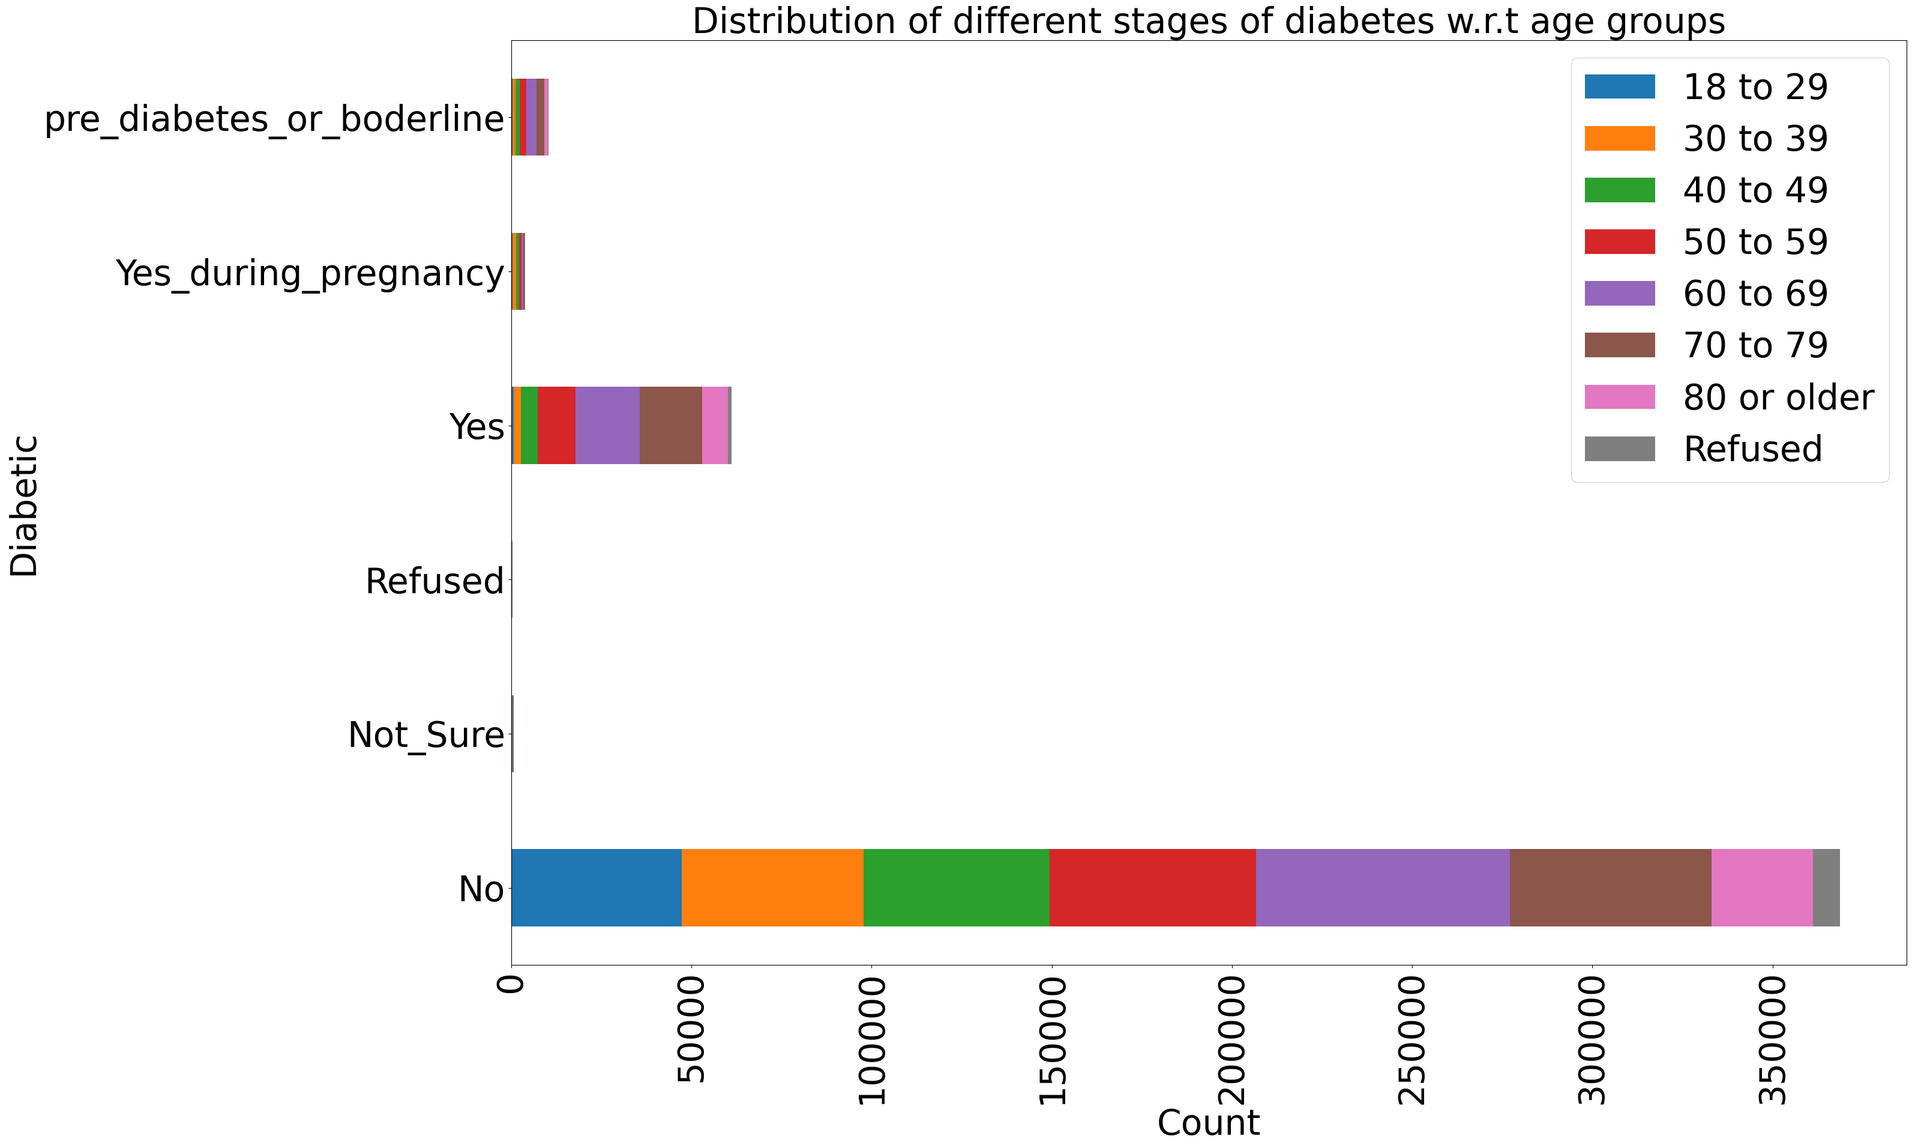 Distribution of different stages of diabetes w.r.t age groups
18 to 29
30 to 39
40 to 49
50 to 59
60 to 69
70 to 79
80 or older
Refused
Diabetic
pre_diabetes_or_boderline
Yes_during_pregnancy
Yes
Refused
Not_Sure
No
0
50000
100000
150000
200000
250000
300000
350000
Count